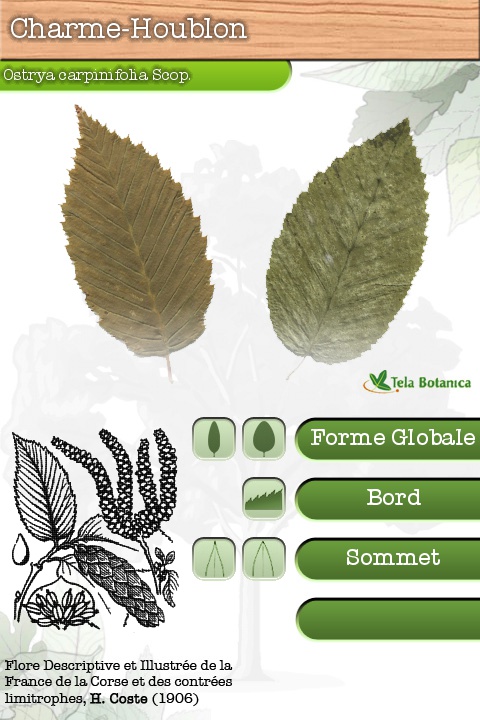 Charme-Houblon
Ostrya carpinifolia Scop.
Tela Botanica
Forme Globale
Bord
Sommet
Flore Descriptive et Illustrée de la
France de la Corse et des contrées
limitrophes, H. Coste (1906)